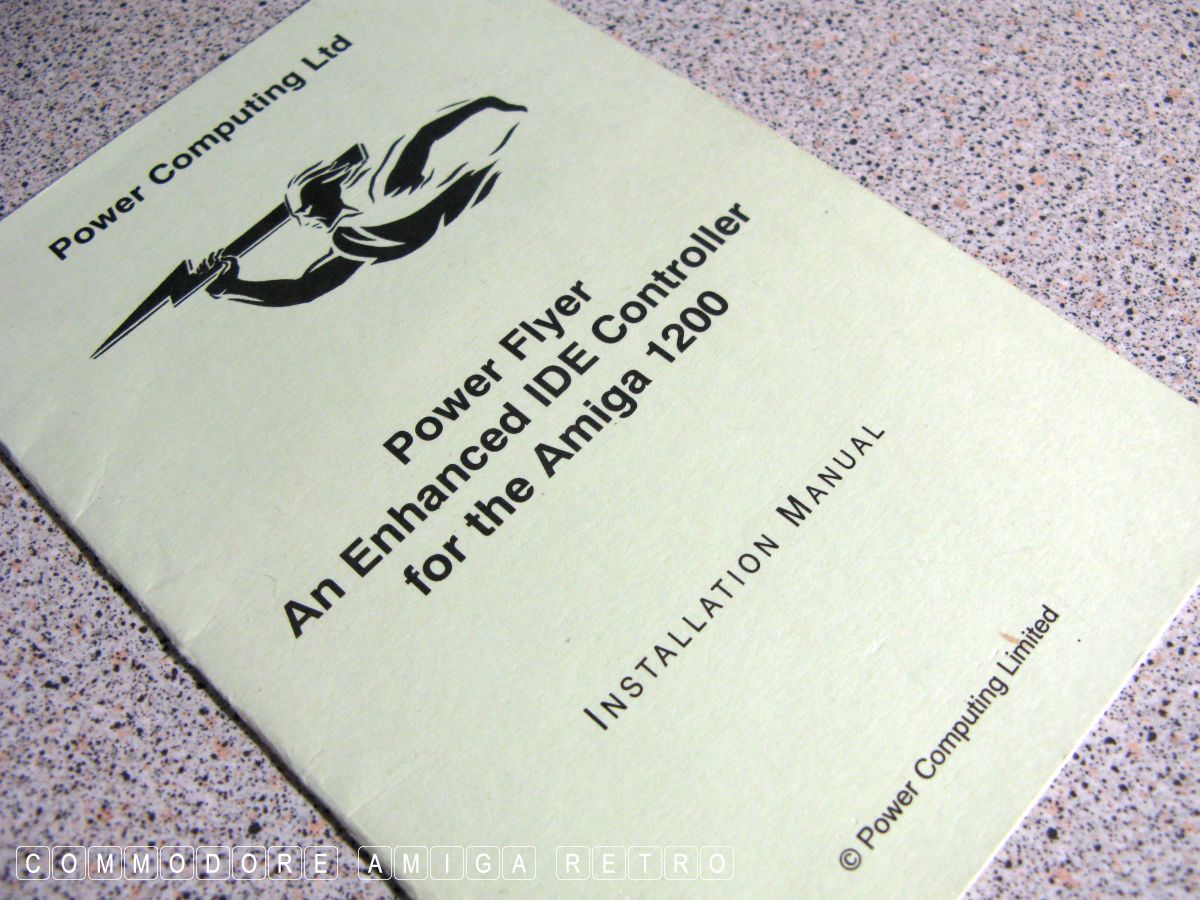 Power Computing Ltd
Power Flyer
An Enhanced IDE Controller
for the Amiga 1200
INSTALLATION MANUAL
© Power Computing Limited
COMMODORE AMIGA RETRO